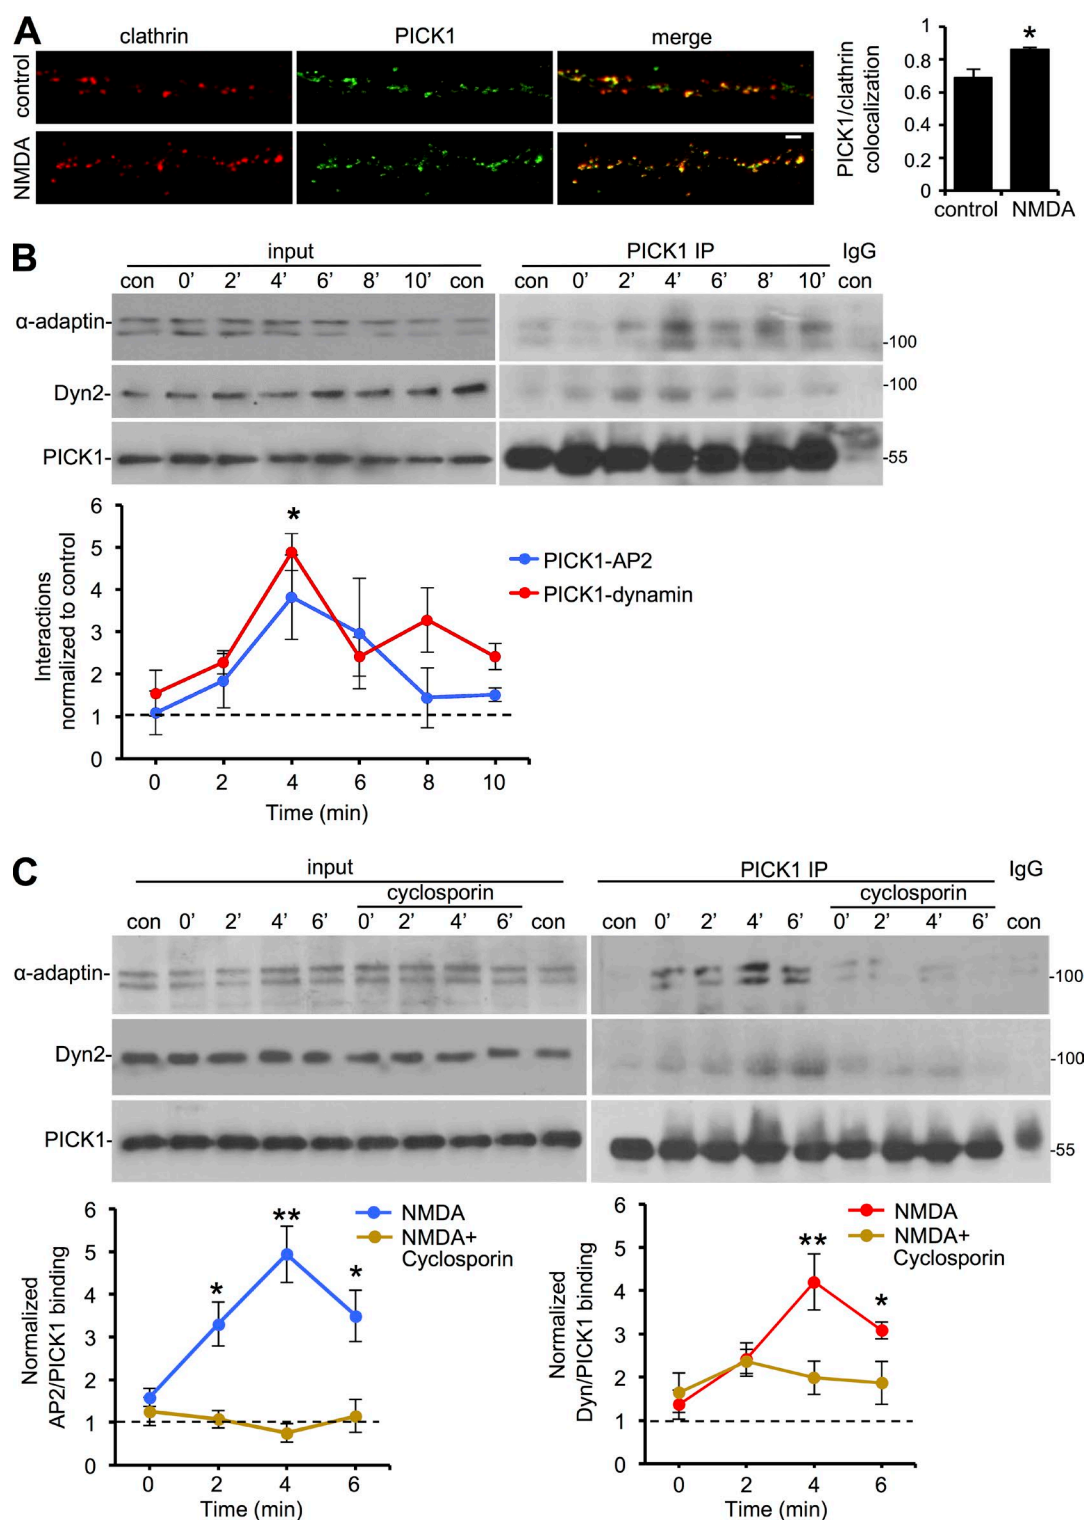 A
clathrin PICK1 merge
control
NMDA
PICK1/clathrin
colocalization
1
0.8
0.6
0.4
0.2
0
*
control NMDA
B
input PICK1 IP IgG
con 0' 2' 4' 6' 8' 10' con con 0' 2' 4' 6' 8' 10' con
α-adaptin- -100
Dyn2- -100
PICK1- -55
Interactions
normalized to control
6
5
4
3
2
1
0
*
PICK1-AP2
PICK1-dynamin
0 2 4 6 8 10
Time (min)
C
input PICK1 IP IgG
cyclosporin cyclosporin
con 0' 2' 4' 6' 0' 2' 4' 6' con con 0' 2' 4' 6' 0' 2' 4' 6' con
α-adaptin- -100
Dyn2- -100
PICK1- -55
Normalized
AP2/PICK1 binding
6
5
4
3
2
1
0
* ** *
NMDA
NMDA+
Cyclosporin
0 2 4 6
Time (min)
Normalized
Dyn/PICK1 binding
6
5
4
3
2
1
0
** *
NMDA
NMDA+
Cyclosporin
0 2 4 6
Time (min)